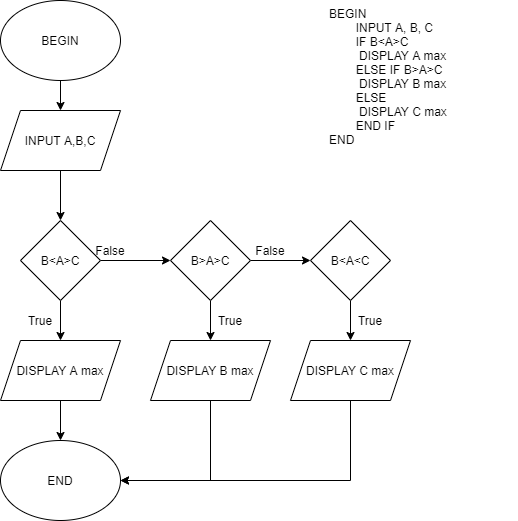 BEGIN
INPUT A,B,C
B<A>C
False
B>A>C
False
B<A<C
True
True
True
DISPLAY A max
DISPLAY B max
DISPLAY C max
END
BEGIN
INPUT A, B, C
IF B<A>C
DISPLAY A max
ELSE IF B>A>C
DISPLAY B max
ELSE
DISPLAY C max
END IF
END